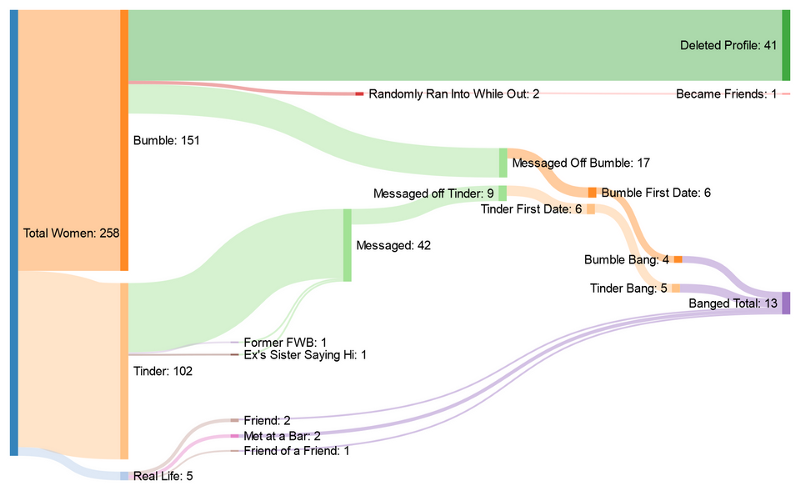 Deleted Profile: 41
Randomly Ran Into While Out: 2
Became Friends: 1
Bumble: 151
Messaged Off Bumble: 17
Messaged off Tinder: 9
Bumble First Date: 6
Tinder First Date: 6
Total Women: 258
Messaged: 42
Bumble Bang: 4
Tinder Bang: 5
Banged Total: 13
Former FWB: 1
Ex's Sister Saying Hi: 1
Tinder: 102
Friend: 2
Met at a Bar: 2
Friend of a Friend: 1
Real Life: 5